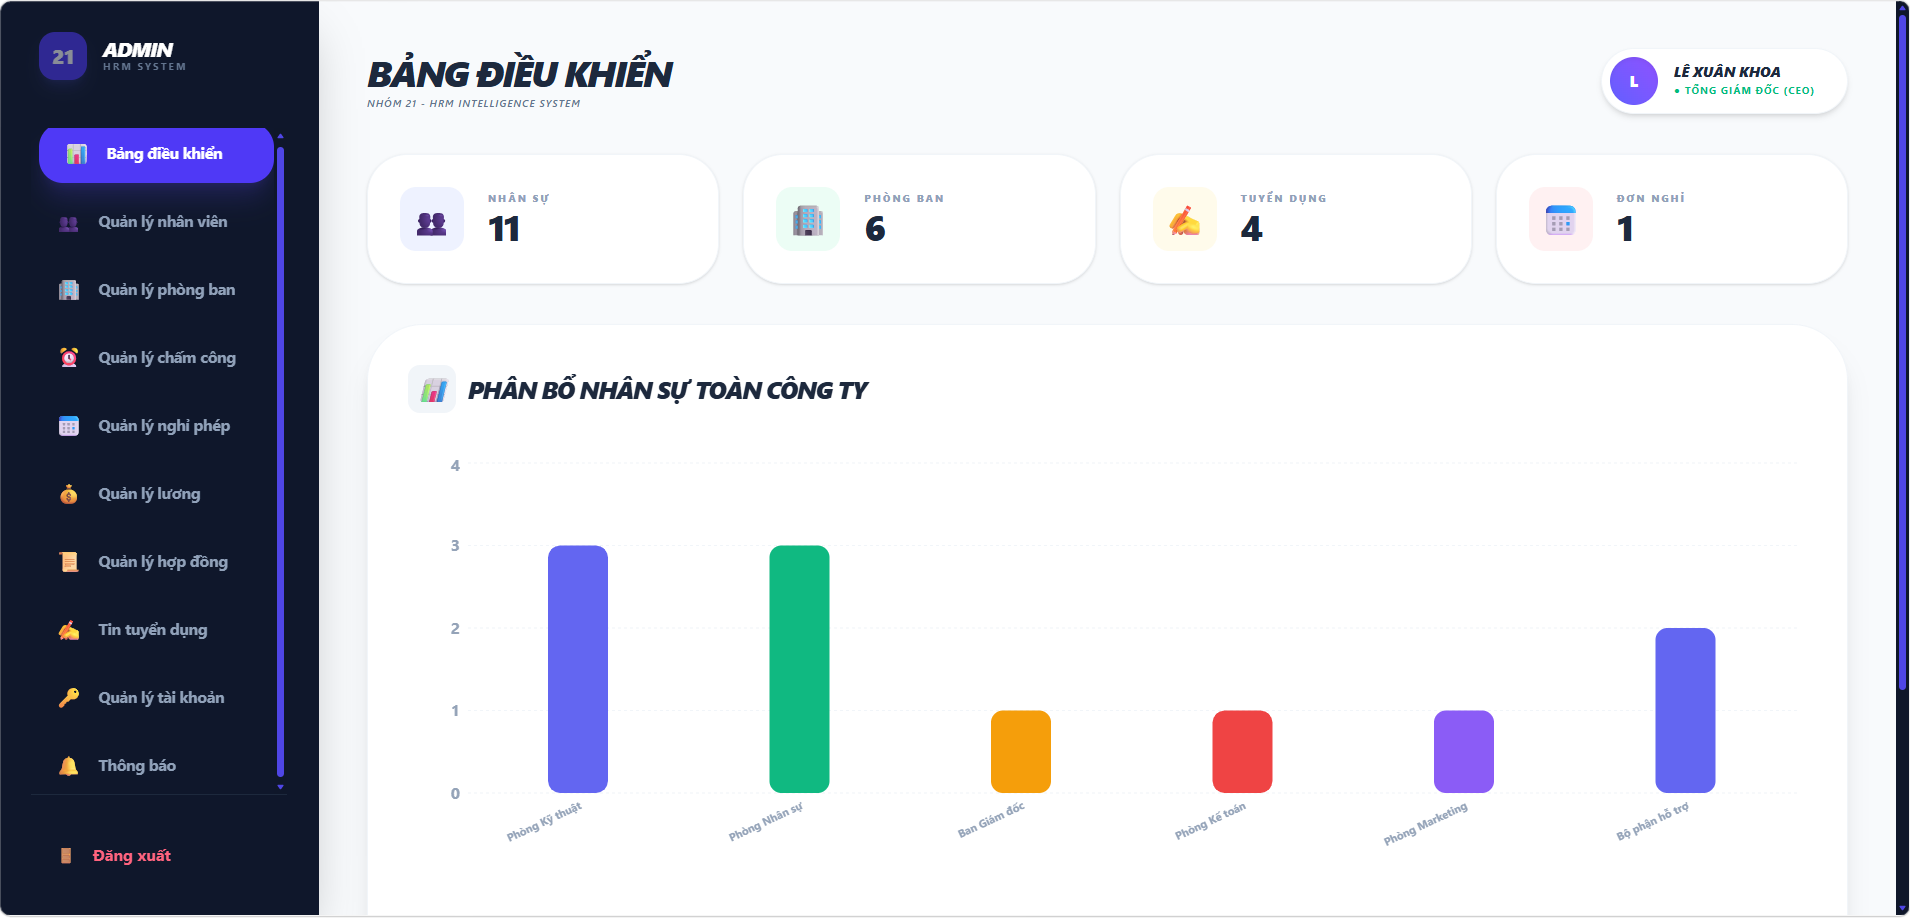 21
ADMIN
HRM SYSTEM
Bảng điều khiển
Quản lý nhân viên
Quản lý phòng ban
Quản lý chấm công
Quản lý nghỉ phép
Quản lý lương
Quản lý hợp đồng
Tin tuyển dụng
Quản lý tài khoản
Thông báo
Đăng xuất
BẢNG ĐIỀU KHIỂN
NHÓM 21 - HRM INTELLIGENCE SYSTEM
L
LÊ XUÂN KHOA
● TỔNG GIÁM ĐỐC (CEO)
NHÂN SỰ
11
PHÒNG BAN
6
TUYỂN DỤNG
4
ĐƠN NGHỈ
1
PHÂN BỔ NHÂN SỰ TOÀN CÔNG TY
4
3
2
1
0
Phòng Kỹ thuật
Phòng Nhân sự
Ban Giám đốc
Phòng Kế toán
Phòng Marketing
Bộ phận hỗ trợ